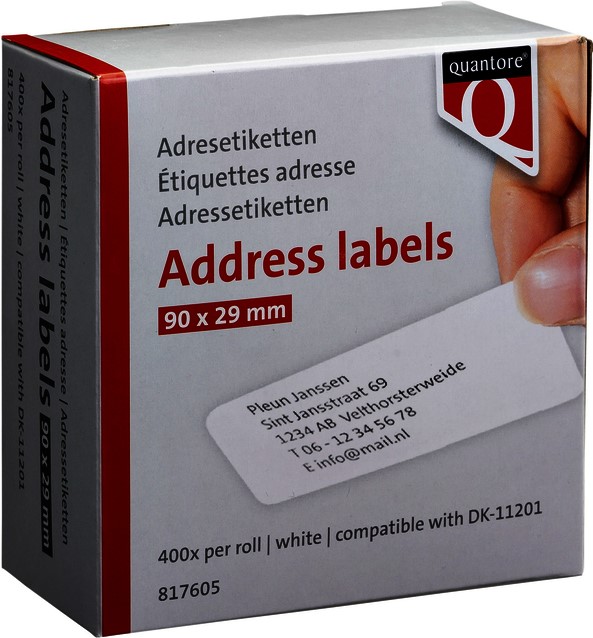 quantore®
Q
Adresetiketten
Étiquettes adresse
Adressetiketten
Address labels
90 x 29 mm
Pleun Janssen
Sint Jansstraat 69
1234 AB Velthorsterweide
T 06 - 12 34 56 78
E info@mail.nl
400x per roll | white | compatible with DK-11201
817605
Adresetiketten | Étiquettes adresse | Adressetiketten
Address labels 90 x 29 mm
400x per roll | white | compatible with DK-11201
817605